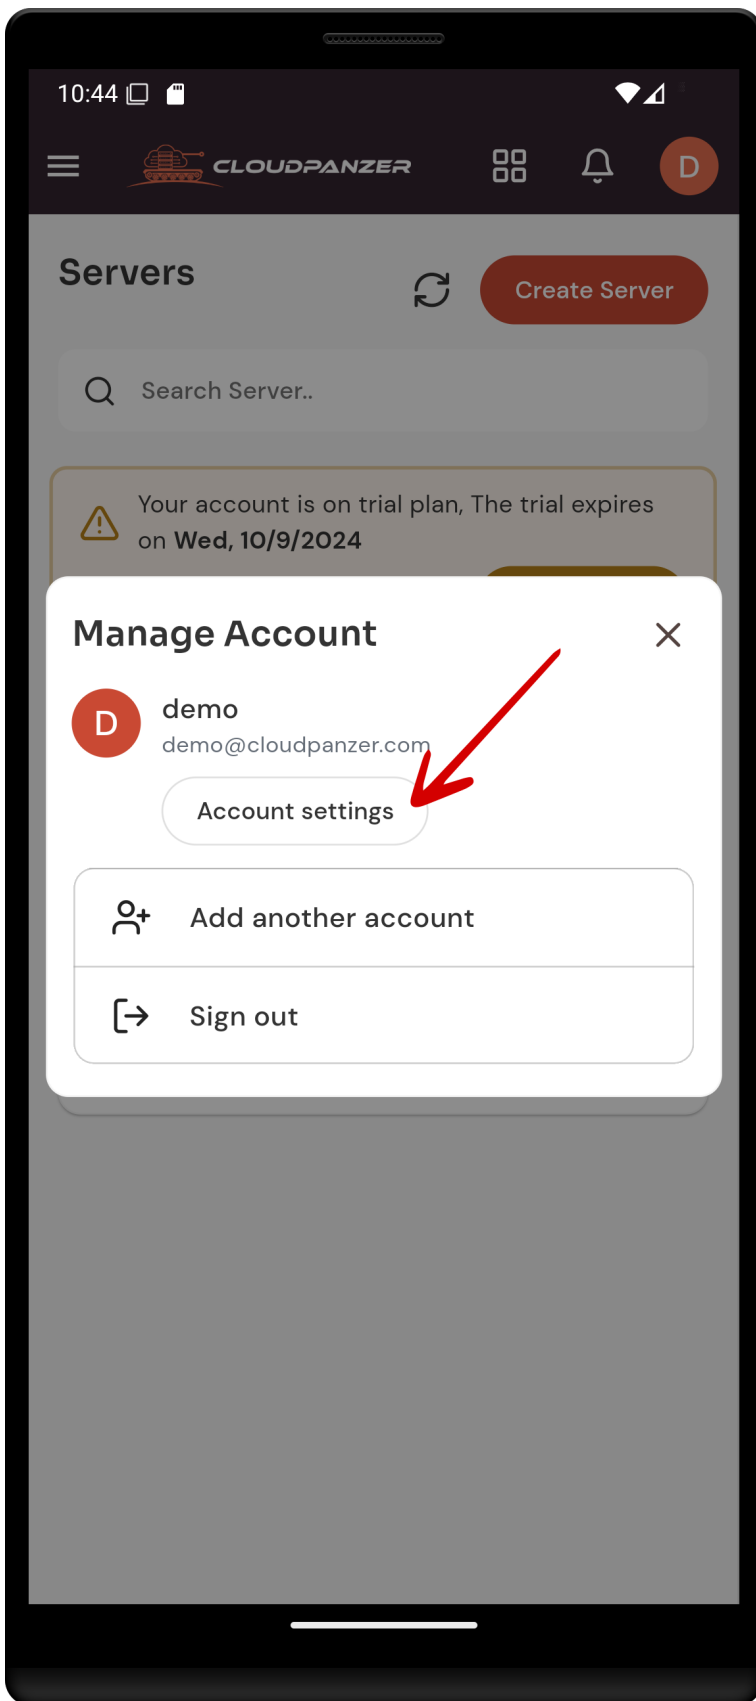 10:44
CLOUDPANZER
D
Servers
Create Server
Search Server..
Your account is on trial plan, The trial expires
on Wed, 10/9/2024
Manage Account
D
demo
demo@cloudpanzer.com
Account settings
Add another account
Sign out